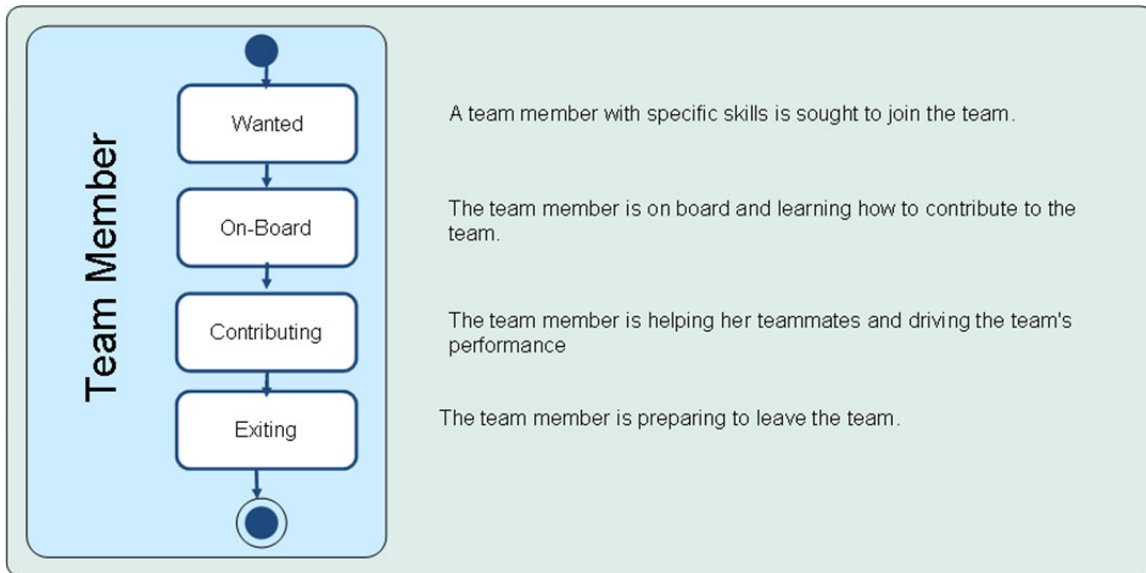 Team Member
Wanted
A team member with specific skills is sought to join the team.
On-Board
The team member is on board and learning how to contribute to the
team.
Contributing
The team member is helping her teammates and driving the team's
performance
Exiting
The team member is preparing to leave the team.